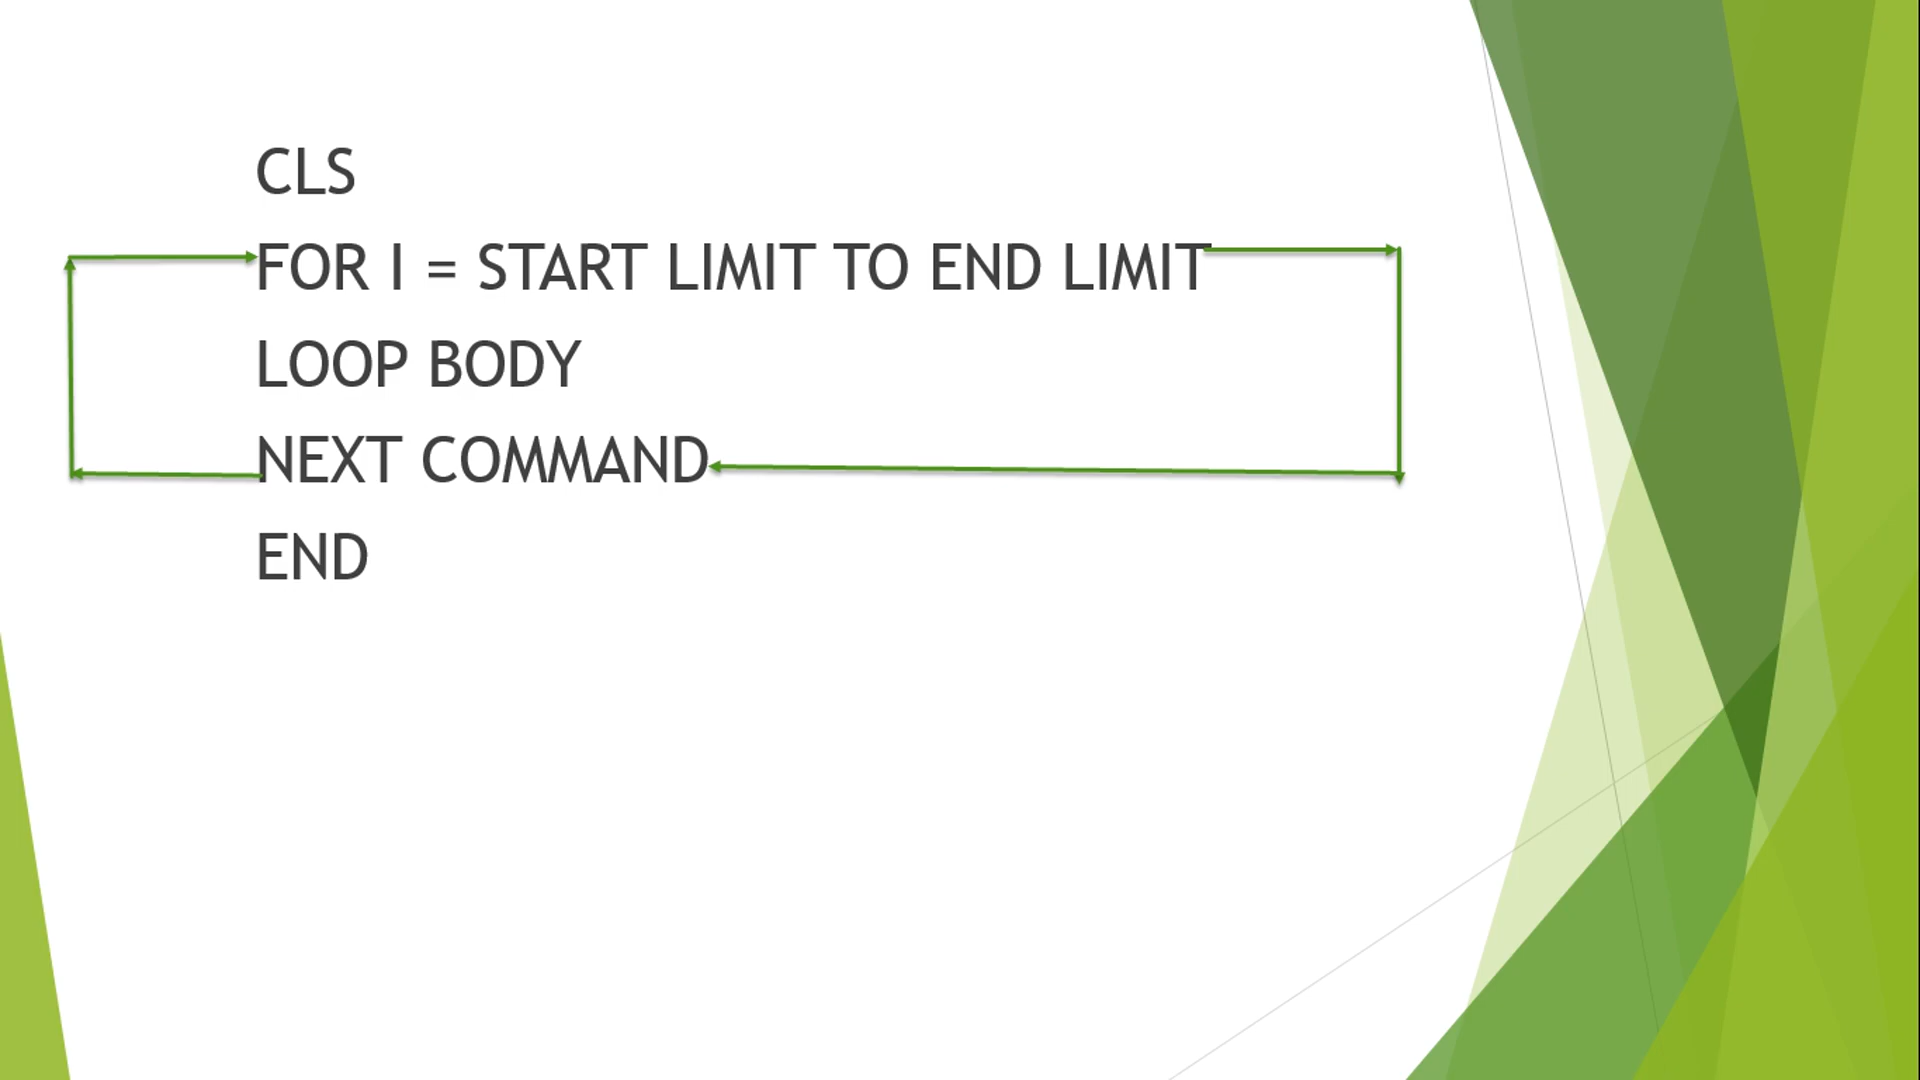 CLS
FOR I = START LIMIT TO END LIMIT
LOOP BODY
NEXT COMMAND
END